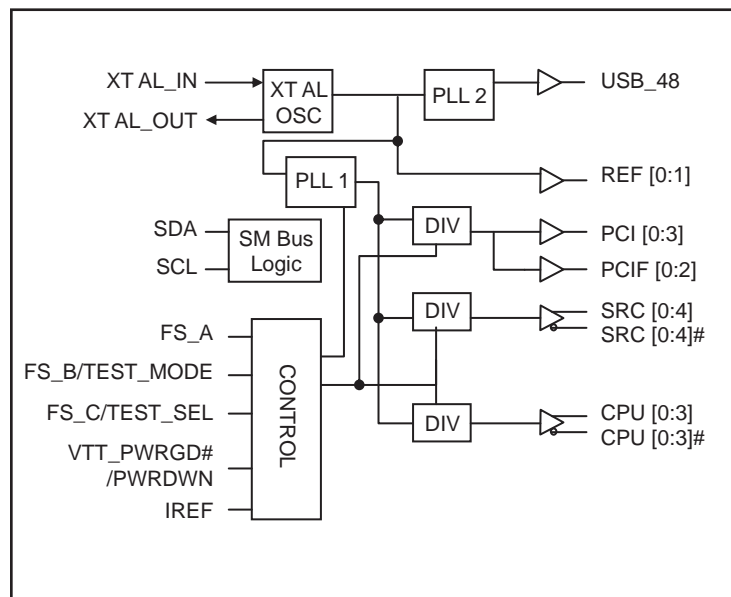 XT AL_IN
XT AL_OUT
XT AL
OSC
PLL 2
USB_48
REF [0:1]
PLL 1
SDA
SCL
SM Bus
Logic
DIV
PCI [0:3]
PCIF [0:2]
DIV
SRC [0:4]
SRC [0:4]#
FS_A
FS_B/TEST_MODE
FS_C/TEST_SEL
VTT_PWRGD#
/PWRDWN
IREF
CONTROL
DIV
CPU [0:3]
CPU [0:3]#